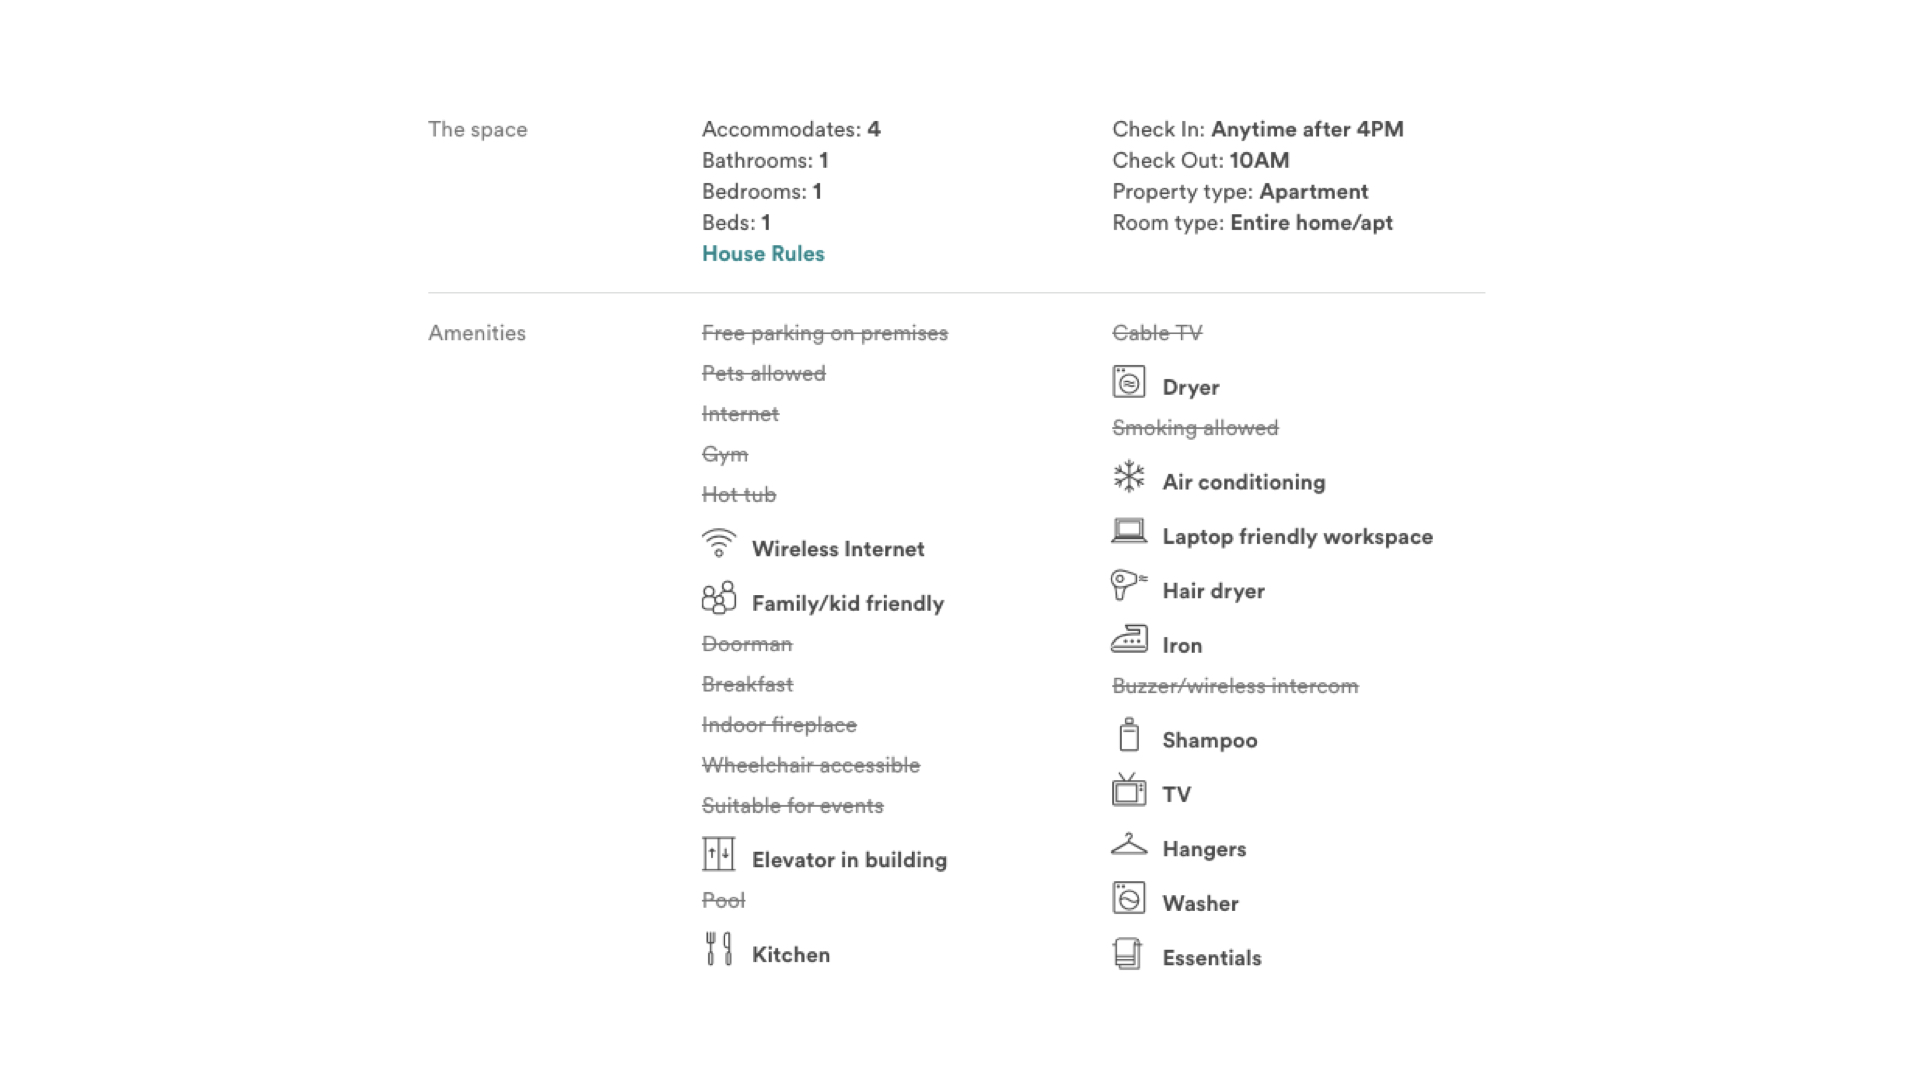 The space
Accommodates: 4
Bathrooms: 1
Bedrooms: 1
Beds: 1
House Rules
Check In: Anytime after 4PM
Check Out: 10AM
Property type: Apartment
Room type: Entire home/apt
Amenities
Free parking on premises
Pets allowed
Internet
Gym
Hot tub
Wireless Internet
Family/kid friendly
Doorman
Breakfast
Indoor fireplace
Wheelchair accessible
Suitable for events
Elevator in building
Pool
Kitchen
Cable TV
Dryer
Smoking allowed
Air conditioning
Laptop friendly workspace
Hair dryer
Iron
Buzzer/wireless intercom
Shampoo
TV
Hangers
Washer
Essentials